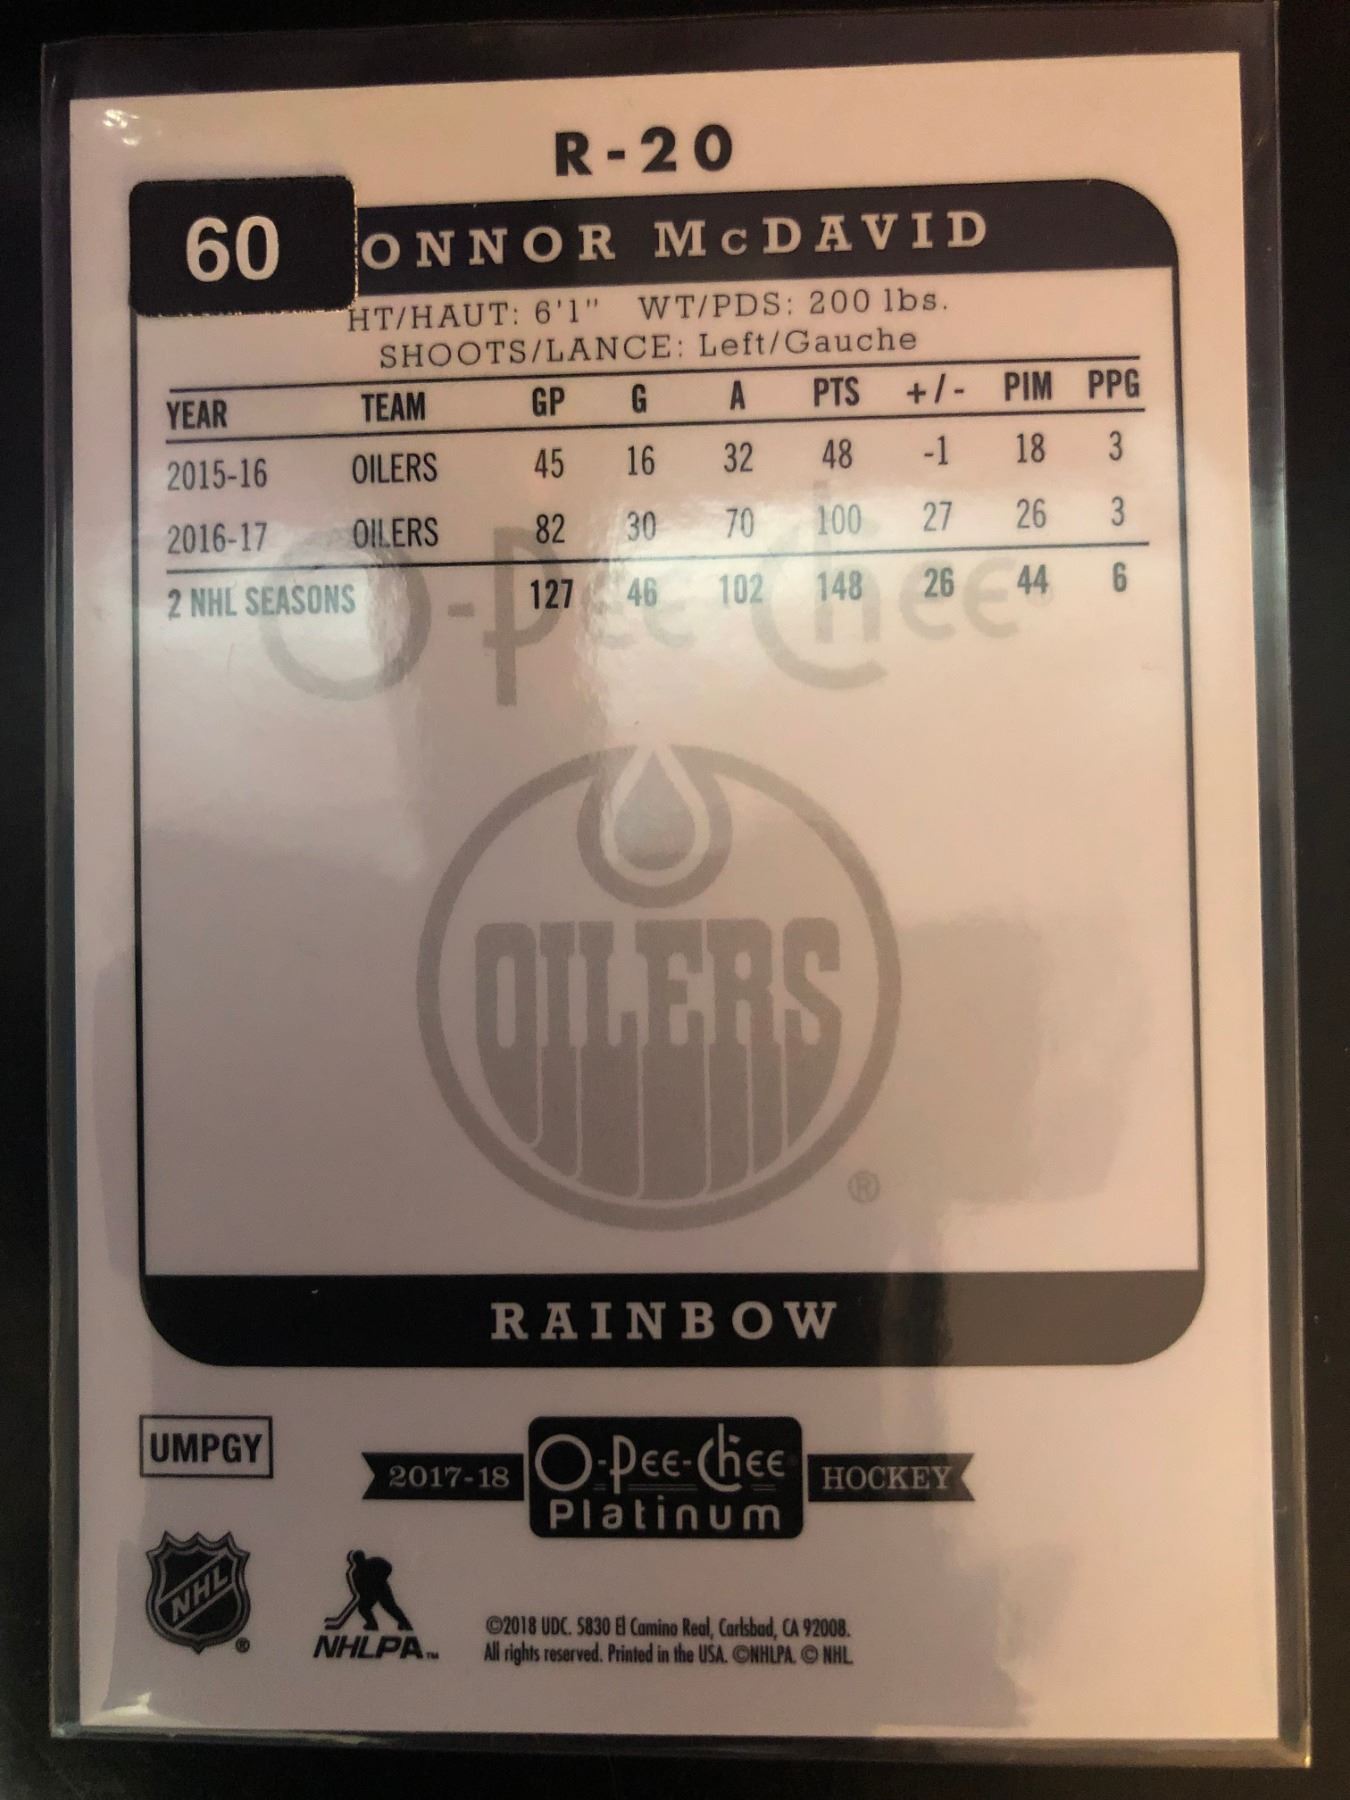 R-20
60
ONNOR McDAVID
HT/HAUT: 6'1" WT/PDS: 200 lbs.
SHOOTS/LANCE: Left/Gauche
YEAR TEAM GP G A PTS +/- PIM PPG
2015-16 OILERS 45 16 32 48 -1 18 3
2016-17 OILERS 82 30 70 100 27 26 3
2 NHL SEASONS 127 46 102 148 26 44 6
O-Pee-Chee
OILERS
®
RAINBOW
UMPGY
2017-18 O-Pee-Chee HOCKEY
Platinum
NHL ®
NHLPA™
©2018 UDC. 5830 El Camino Real, Carlsbad, CA 92008.
All rights reserved. Printed in the USA. ©NHLPA. © NHL